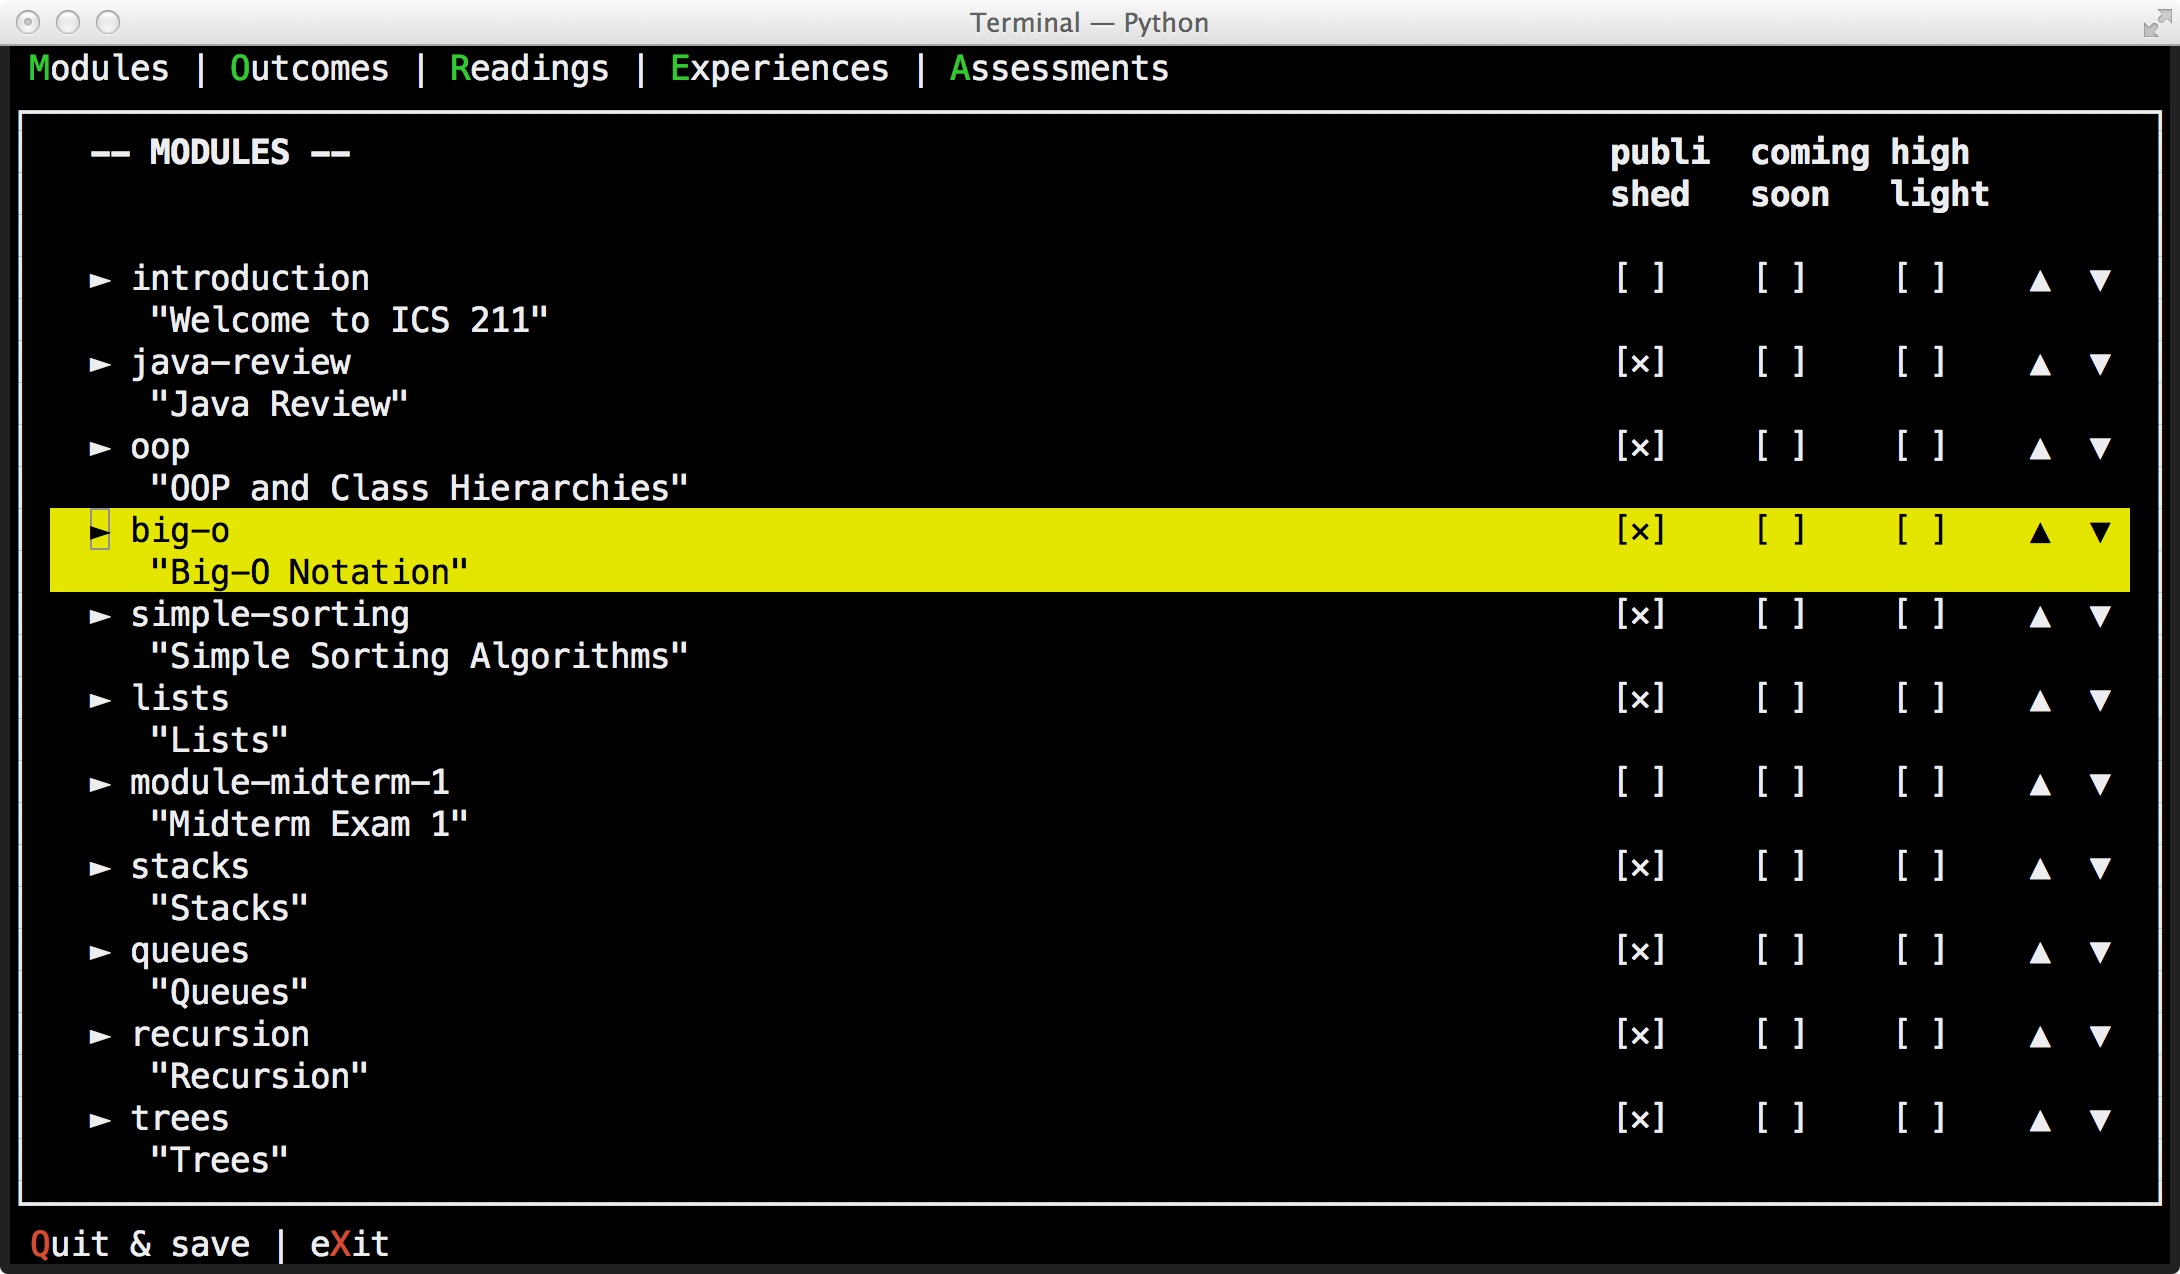 Terminal — Python
Modules | Outcomes | Readings | Experiences | Assessments
-- MODULES -- publi coming high
shed soon light
► introduction [ ] [ ] [ ] ▲ ▼
"Welcome to ICS 211"
► java-review [×] [ ] [ ] ▲ ▼
"Java Review"
► oop [×] [ ] [ ] ▲ ▼
"OOP and Class Hierarchies"
► big-o [×] [ ] [ ] ▲ ▼
"Big-O Notation"
► simple-sorting [×] [ ] [ ] ▲ ▼
"Simple Sorting Algorithms"
► lists [×] [ ] [ ] ▲ ▼
"Lists"
► module-midterm-1 [ ] [ ] [ ] ▲ ▼
"Midterm Exam 1"
► stacks [×] [ ] [ ] ▲ ▼
"Stacks"
► queues [×] [ ] [ ] ▲ ▼
"Queues"
► recursion [×] [ ] [ ] ▲ ▼
"Recursion"
► trees [×] [ ] [ ] ▲ ▼
"Trees"
Quit & save | eXit